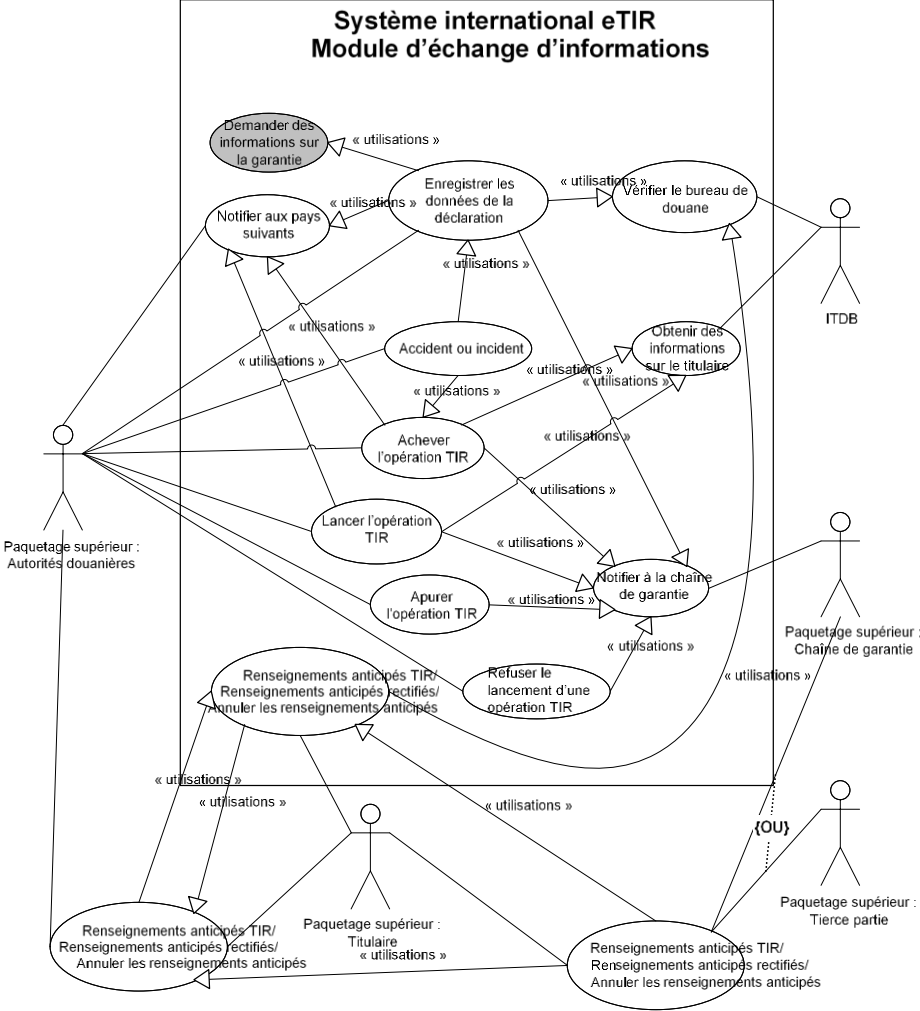 Système international eTIR
Module d'échange d'informations
Demander des
informations sur
la garantie
« utilisations »
Enregistrer les
données de la
déclaration
« utilisations »
Vérifier le bureau de
douane
« utilisations »
Notifier aux pays
suivants
« utilisations »
ITDB
« utilisations »
Obtenir des
informations
sur le titulaire
Accident ou incident
« utilisations »
« utilisations »
« utilisations »
« utilisations »
Achever
l'opération TIR
« utilisations »
« utilisations »
Lancer l'opération
TIR
« utilisations »
Paquetage supérieur :
Autorités douanières
Notifier à la chaîne
de garantie
Apurer
l'opération TIR
« utilisations »
Paquetage supérieur :
Chaîne de garantie
« utilisations »
Renseignements anticipés TIR/
Renseignements anticipés rectifiés/
Annuler les renseignements anticipés
Refuser le
lancement d'une
opération TIR
« utilisations »
« utilisations »
« utilisations »
« utilisations »
{OU}
Paquetage supérieur :
Tierce partie
Paquetage supérieur :
Titulaire
Renseignements anticipés TIR/
Renseignements anticipés rectifiés/
Annuler les renseignements anticipés
« utilisations »
Renseignements anticipés TIR/
Renseignements anticipés rectifiés/
Annuler les renseignements anticipés